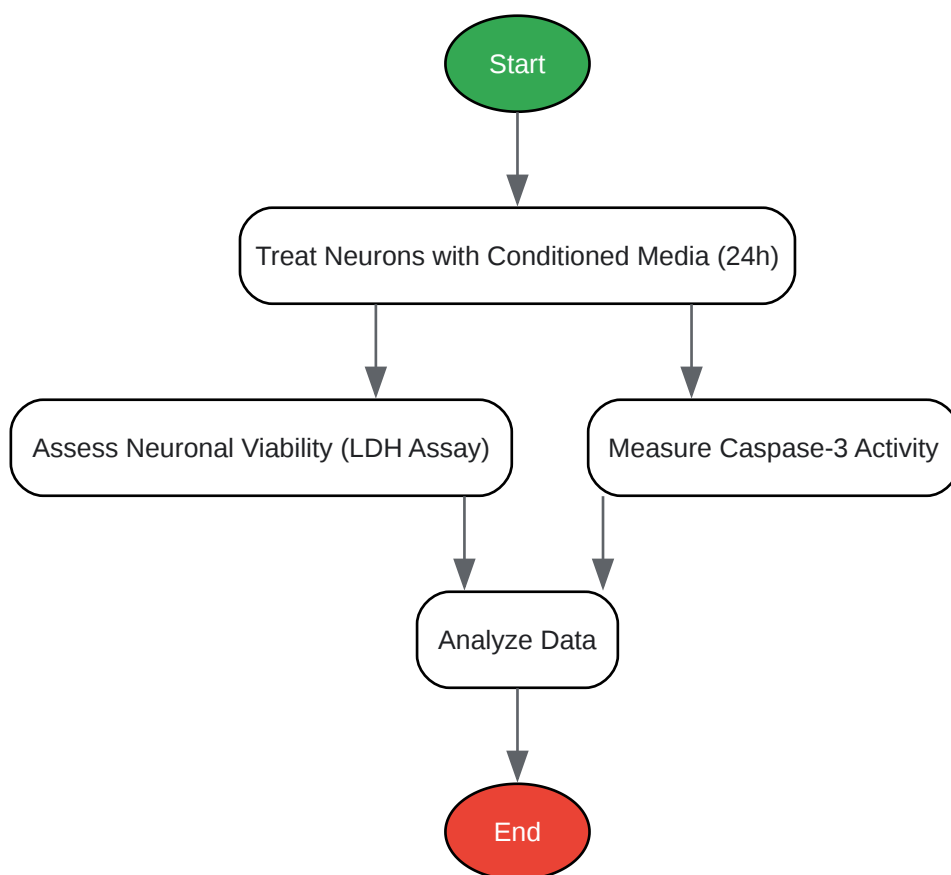 Start
Treat Neurons with Conditioned Media (24h)
Assess Neuronal Viability (LDH Assay)
Measure Caspase-3 Activity
Analyze Data
End